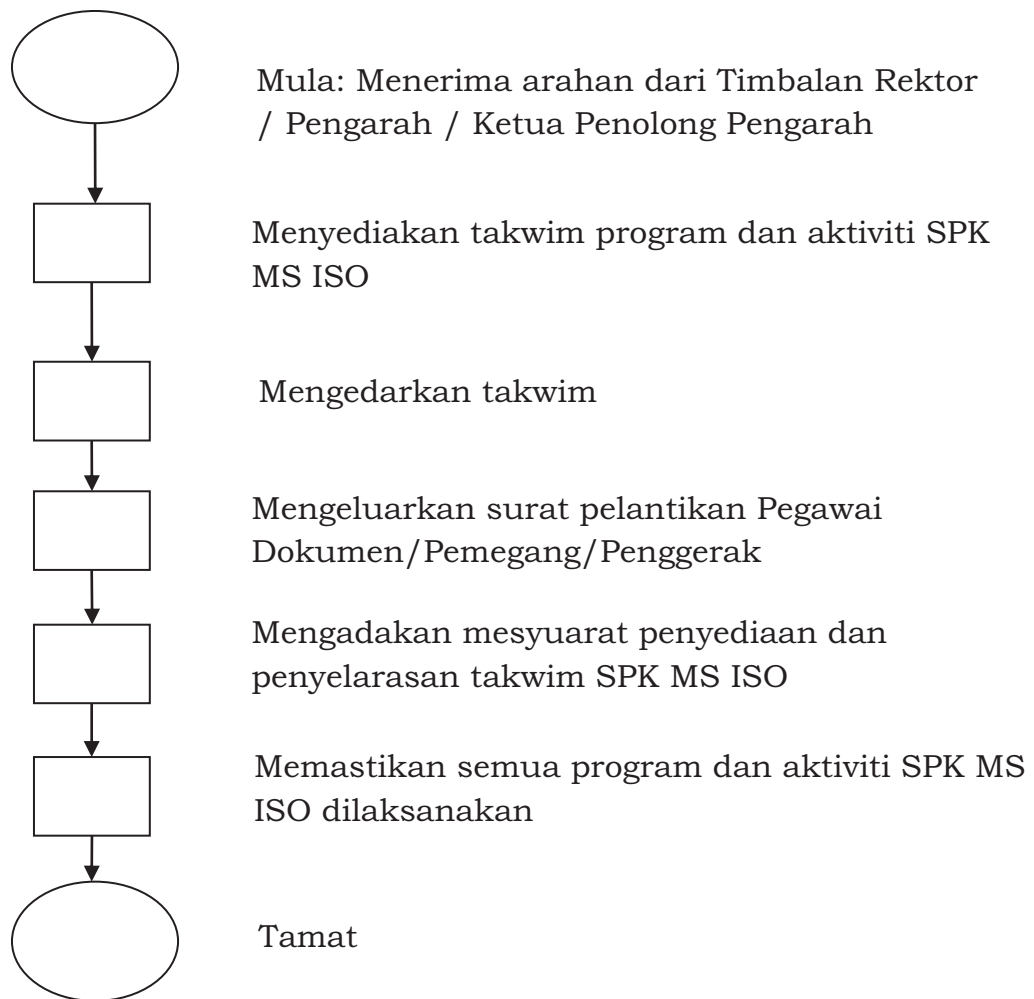 Mula: Menerima arahan dari Timbalan Rektor
/ Pengarah / Ketua Penolong Pengarah
Menyediakan takwim program dan aktiviti SPK
MS ISO
Mengedarkan takwim
Mengeluarkan surat pelantikan Pegawai
Dokumen/Pemegang/Penggerak
Mengadakan mesyuarat penyediaan dan
penyelarasan takwim SPK MS ISO
Memastikan semua program dan aktiviti SPK MS
ISO dilaksanakan
Tamat